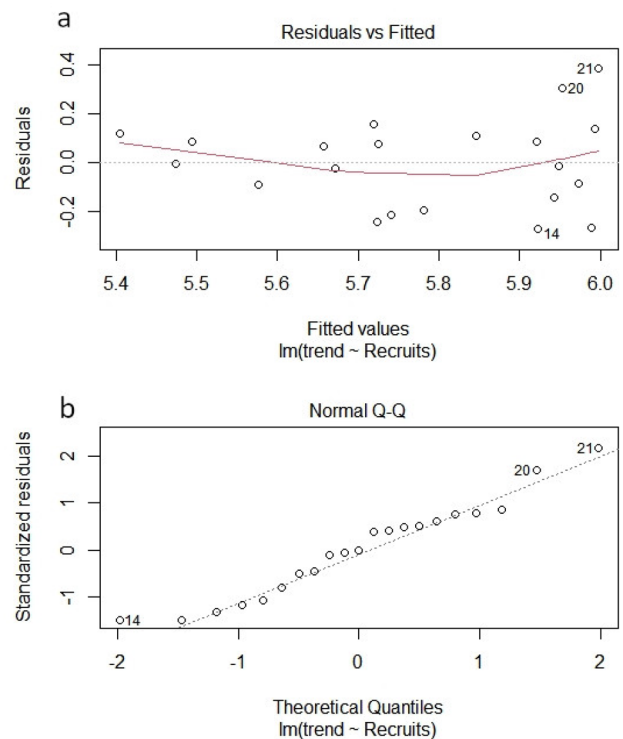 a
Residuals vs Fitted
Residuals
0.4
0.2
0.0
-0.2
21
20
14
5.4 5.5 5.6 5.7 5.8 5.9 6.0
Fitted values
lm(trend ~ Recruits)
b
Normal Q-Q
Standardized residuals
2
1
0
-1
21
20
14
-2 -1 0 1 2
Theoretical Quantiles
lm(trend ~ Recruits)